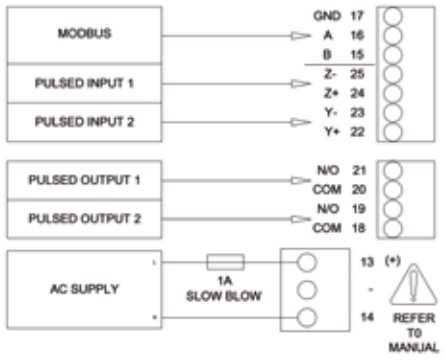 MODBUS
GND 17
A 16
B 15
PULSED INPUT 1
Z- 25
Z+ 24
PULSED INPUT 2
Y- 23
Y+ 22
PULSED OUTPUT 1
N/O 21
COM 20
PULSED OUTPUT 2
N/O 19
COM 18
AC SUPPLY
L
N
1A
SLOW BLOW
13 (+)
-
14
REFER
TO
MANUAL